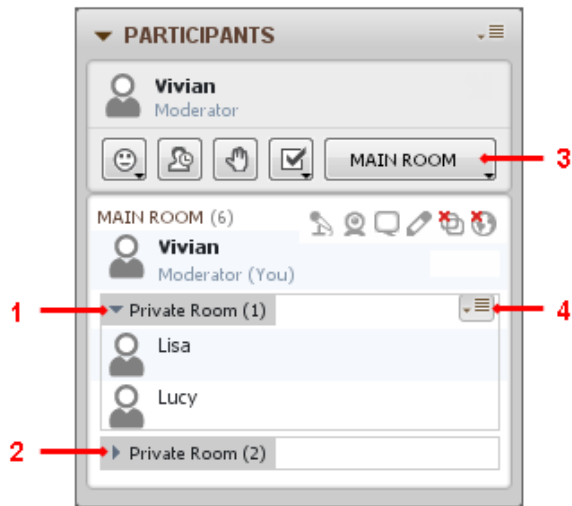 PARTICIPANTS
Vivian
Moderator
MAIN ROOM
3
MAIN ROOM (6)
Vivian
Moderator (You)
1
Private Room (1)
4
Lisa
Lucy
2
Private Room (2)